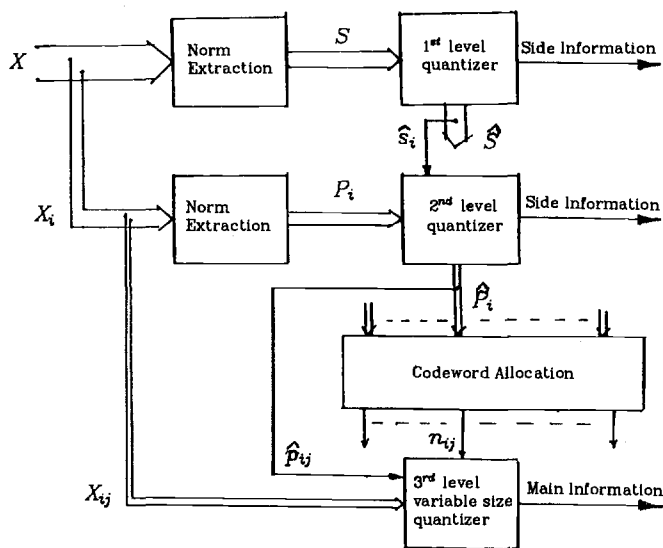 X
Norm
Extraction
S
1st level
quantizer
Side Information
ŝi
Ŝ
Xi
Norm
Extraction
Pi
2nd level
quantizer
Side Information
P̂i
Codeword Allocation
nij
p̂ij
Xij
3rd level
variable size
quantizer
Main Information